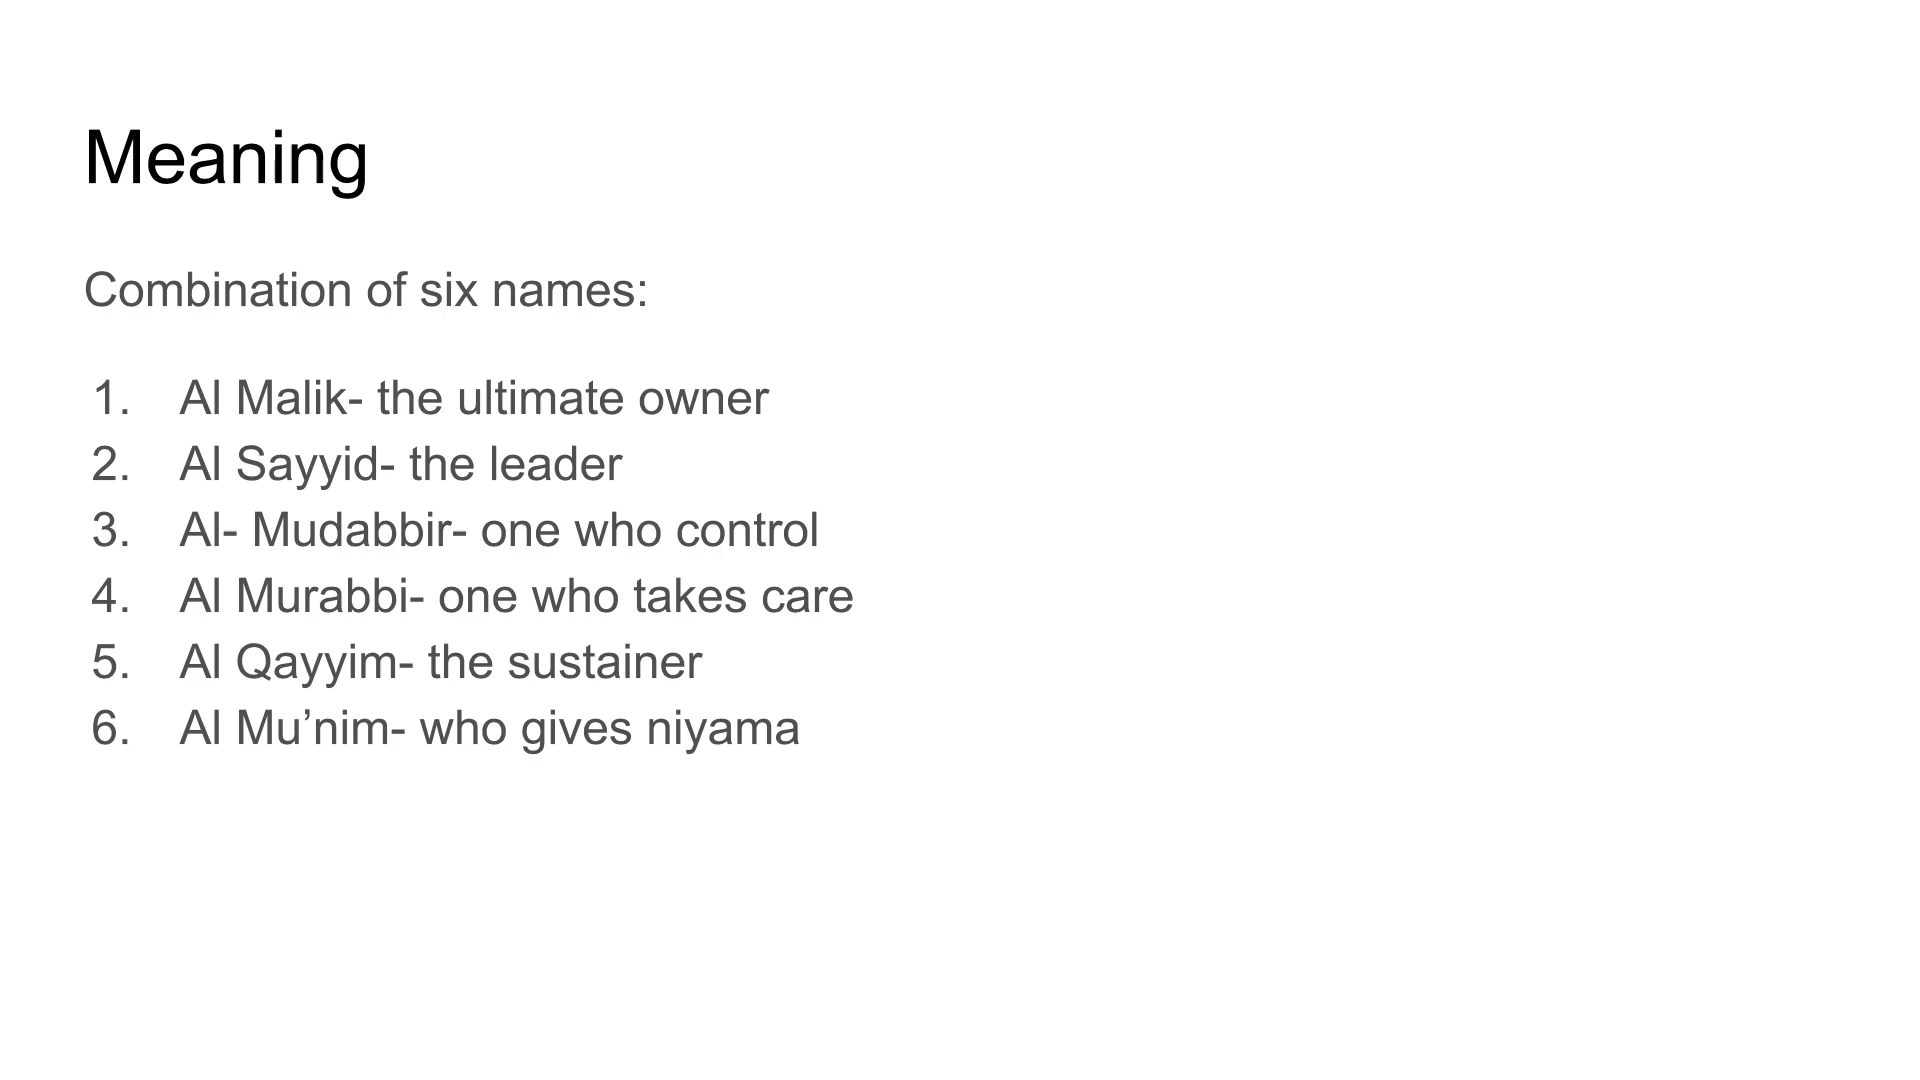 Meaning
Combination of six names:
1. Al Malik- the ultimate owner
2. Al Sayyid- the leader
3. Al- Mudabbir- one who control
4. Al Murabbi- one who takes care
5. Al Qayyim- the sustainer
6. Al Mu’nim- who gives niyama